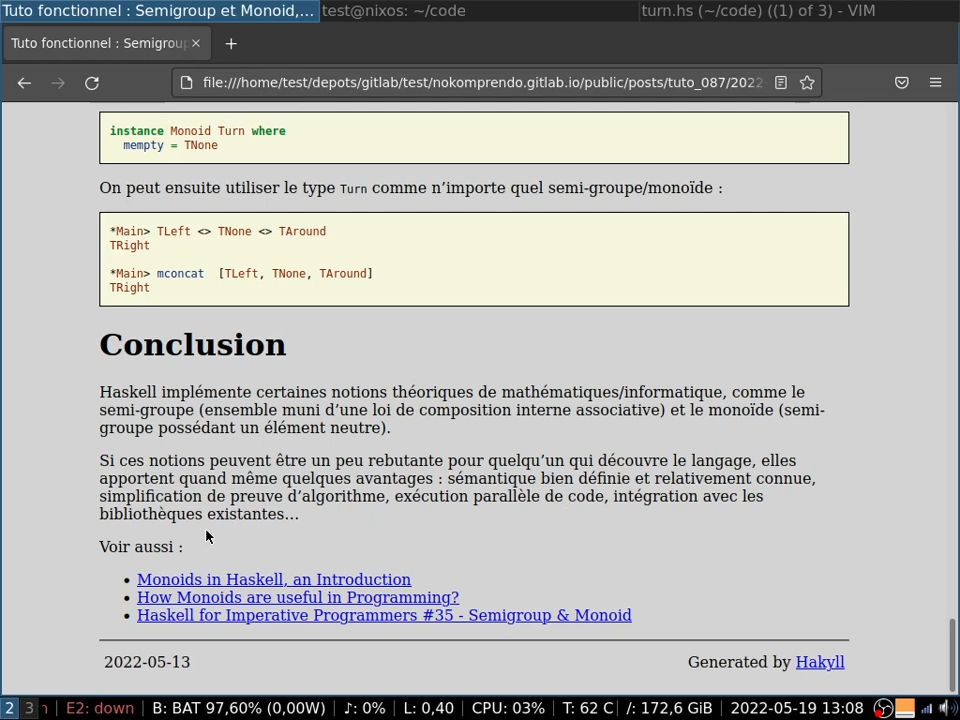 Tuto fonctionnel : Semigroup et Monoid,... test@nixos: ~/code turn.hs (~/code) ((1) of 3) - VIM
Tuto fonctionnel : Semigroup × +
file:///home/test/depots/gitlab/test/nokomprendo.gitlab.io/public/posts/tuto_087/2022-
instance Monoid Turn where
mempty = TNone
On peut ensuite utiliser le type Turn comme n’importe quel semi-groupe/monoïde :
*Main> TLeft <> TNone <> TAround
TRight
*Main> mconcat [TLeft, TNone, TAround]
TRight
Conclusion
Haskell implémente certaines notions théoriques de mathématiques/informatique, comme le
semi-groupe (ensemble muni d’une loi de composition interne associative) et le monoïde (semi-
groupe possédant un élément neutre).
Si ces notions peuvent être un peu rebutante pour quelqu’un qui découvre le langage, elles
apportent quand même quelques avantages : sémantique bien définie et relativement connue,
simplification de preuve d’algorithme, exécution parallèle de code, intégration avec les
bibliothèques existantes…
Voir aussi :
• Monoids in Haskell, an Introduction
• How Monoids are useful in Programming?
• Haskell for Imperative Programmers #35 - Semigroup & Monoid
2022-05-13 Generated by Hakyll
2 3 | E2: down | B: BAT 97,60% (0,00W) | ♪: 0% | L: 0,40 | CPU: 03% | T: 62 C | /: 172,6 GiB | 2022-05-19 13:08